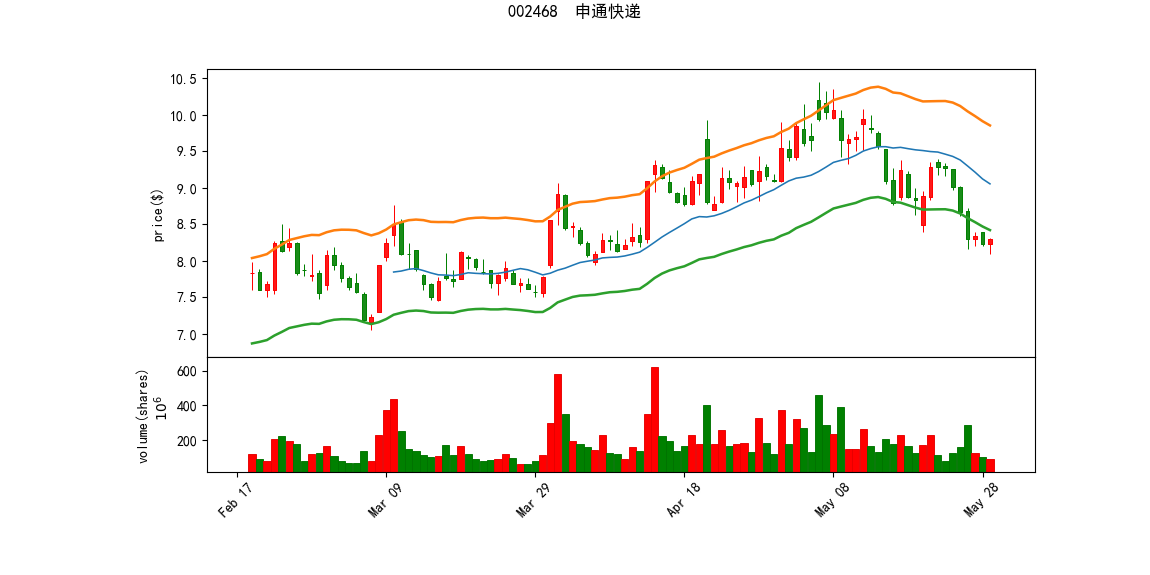 002468 申通快递
10.5
10.0
9.5
9.0
8.5
8.0
7.5
7.0
price($)
600
400
200
volume(shares)
10^6
Feb 17
Mar 09
Mar 29
Apr 18
May 08
May 28